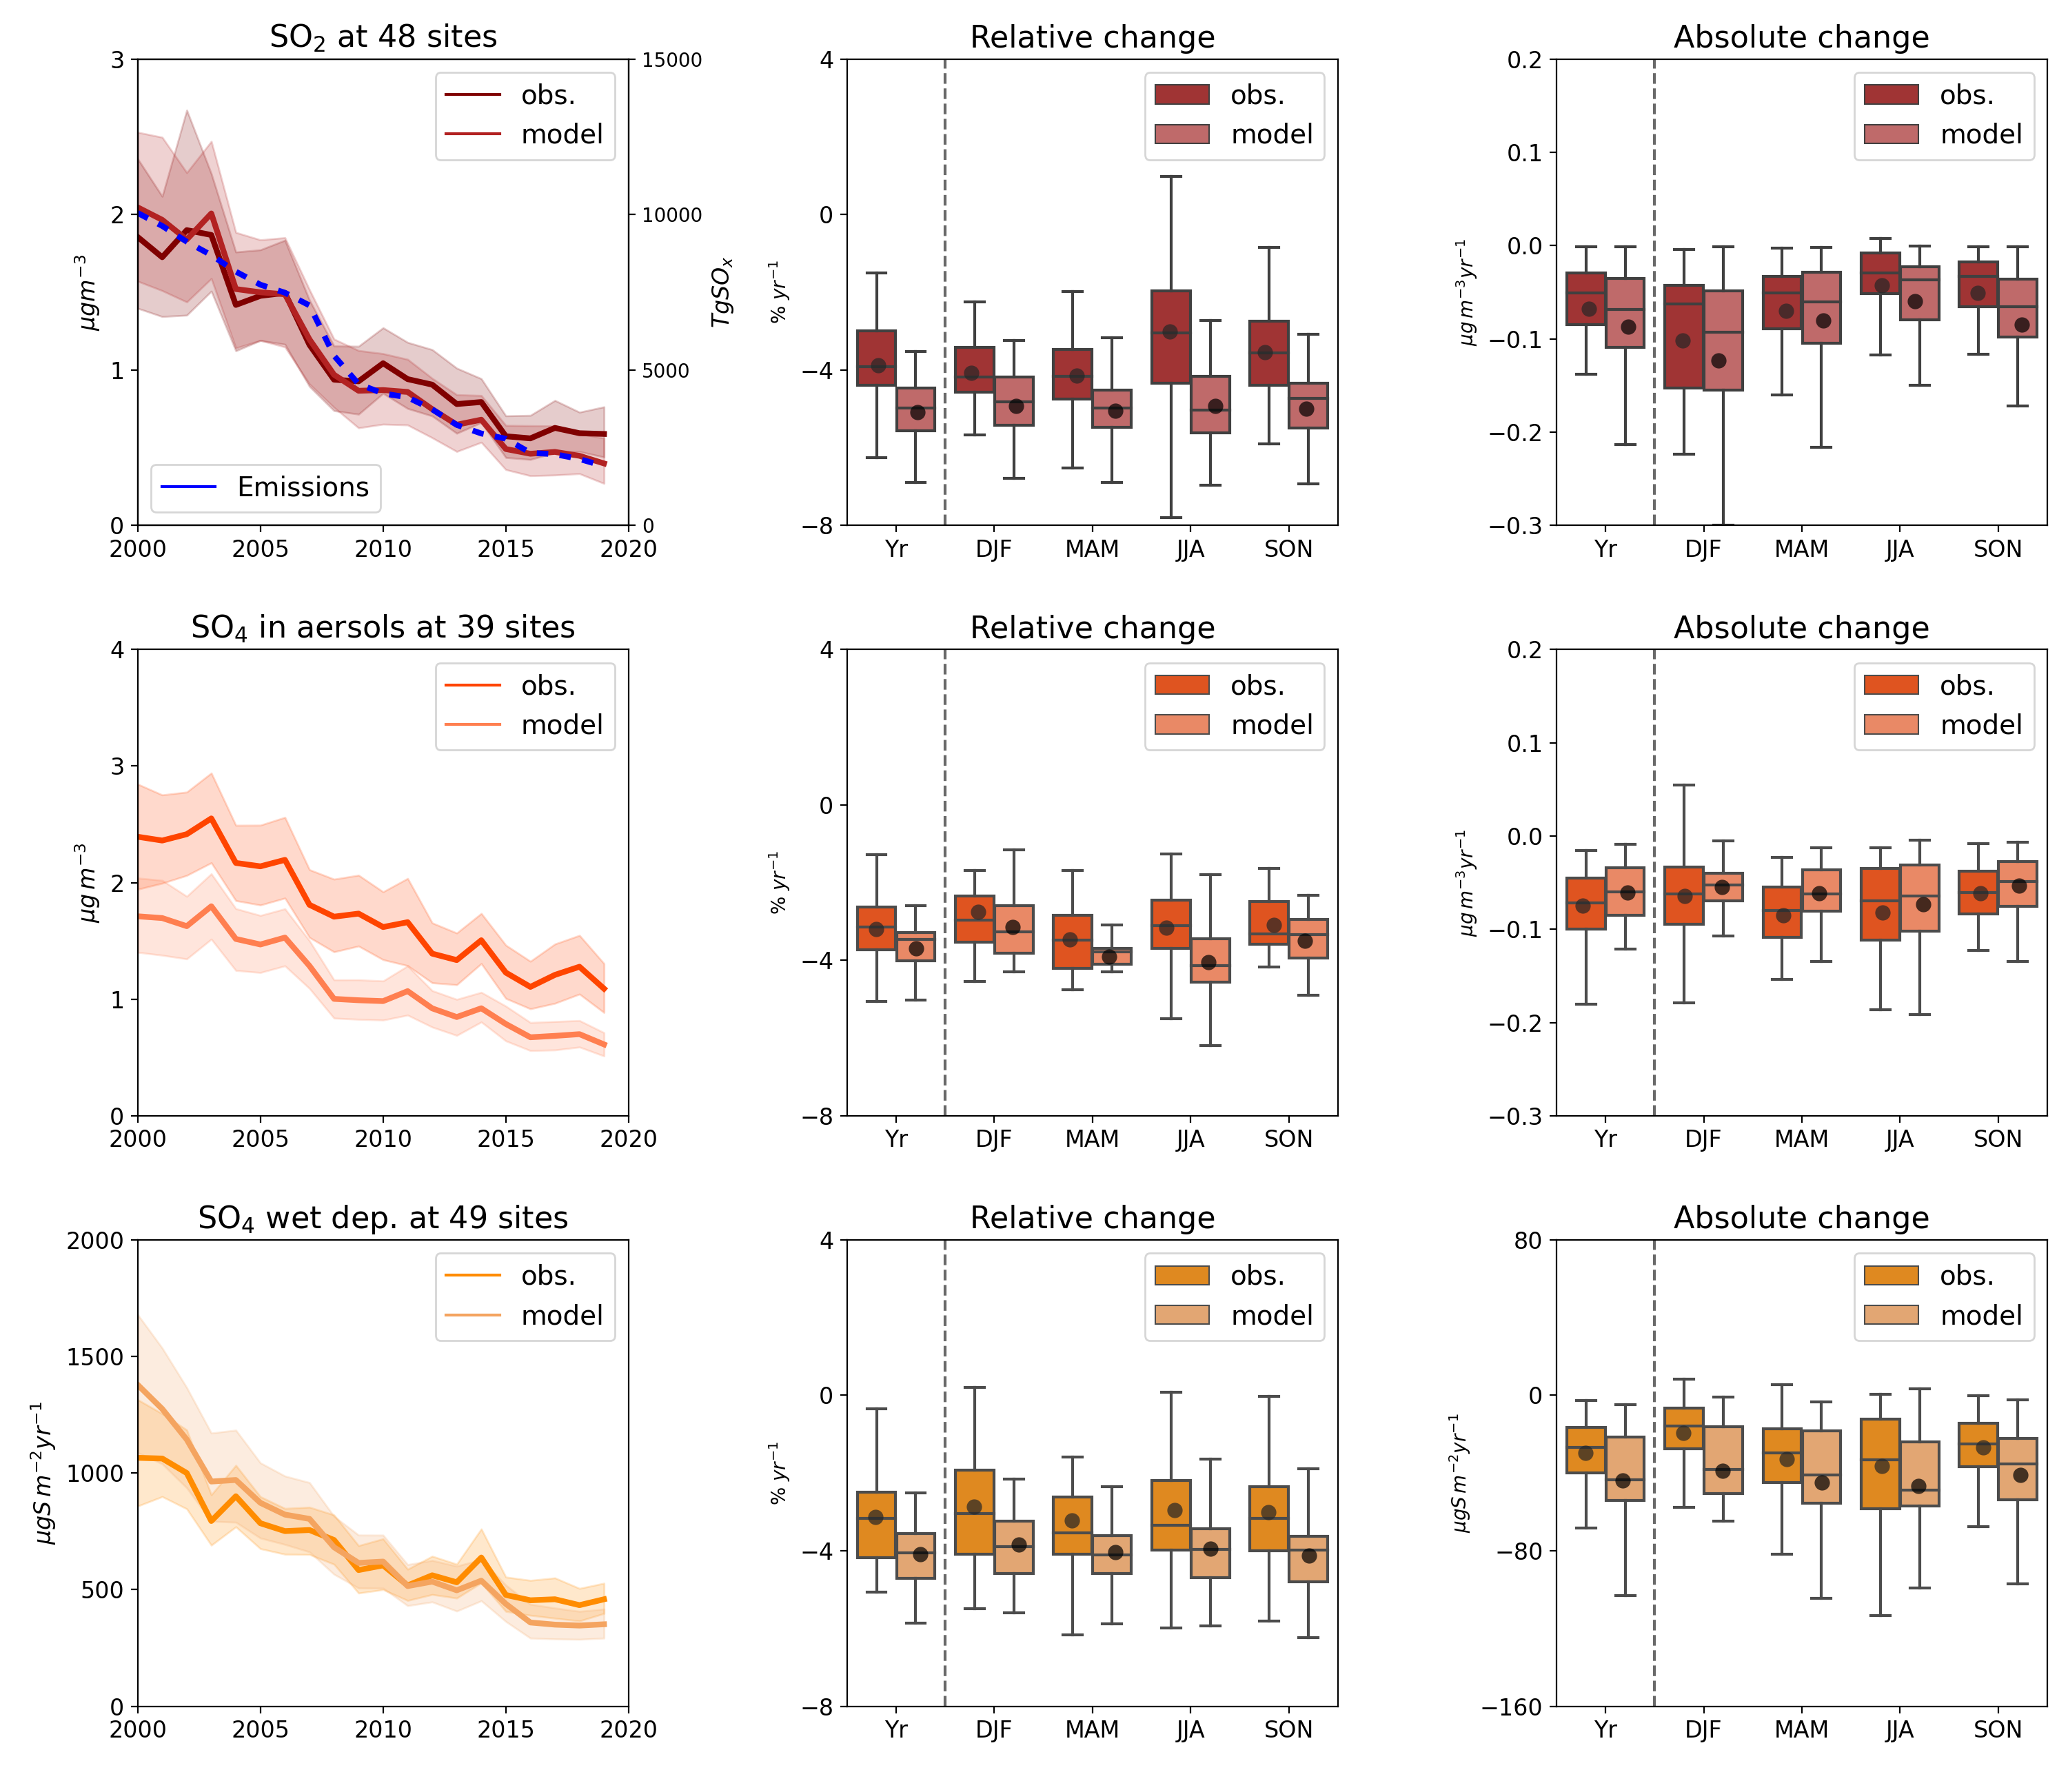 SO₂ at 48 sites
3
2
1
0
μgm⁻³
15000
10000
5000
0
TgSOₓ
obs.
model
Emissions
2000 2005 2010 2015 2020
Relative change
4
0
−4
−8
% yr⁻¹
obs.
model
Yr DJF MAM JJA SON
Absolute change
0.2
0.1
0.0
−0.1
−0.2
−0.3
μg m⁻³yr⁻¹
obs.
model
Yr DJF MAM JJA SON
SO₄ in aersols at 39 sites
4
3
2
1
0
μg m⁻³
obs.
model
2000 2005 2010 2015 2020
Relative change
4
0
−4
−8
% yr⁻¹
obs.
model
Yr DJF MAM JJA SON
Absolute change
0.2
0.1
0.0
−0.1
−0.2
−0.3
μg m⁻³yr⁻¹
obs.
model
Yr DJF MAM JJA SON
SO₄ wet dep. at 49 sites
2000
1500
1000
500
0
μgS m⁻²yr⁻¹
obs.
model
2000 2005 2010 2015 2020
Relative change
4
0
−4
−8
% yr⁻¹
obs.
model
Yr DJF MAM JJA SON
Absolute change
80
0
−80
−160
μgS m⁻²yr⁻¹
obs.
model
Yr DJF MAM JJA SON